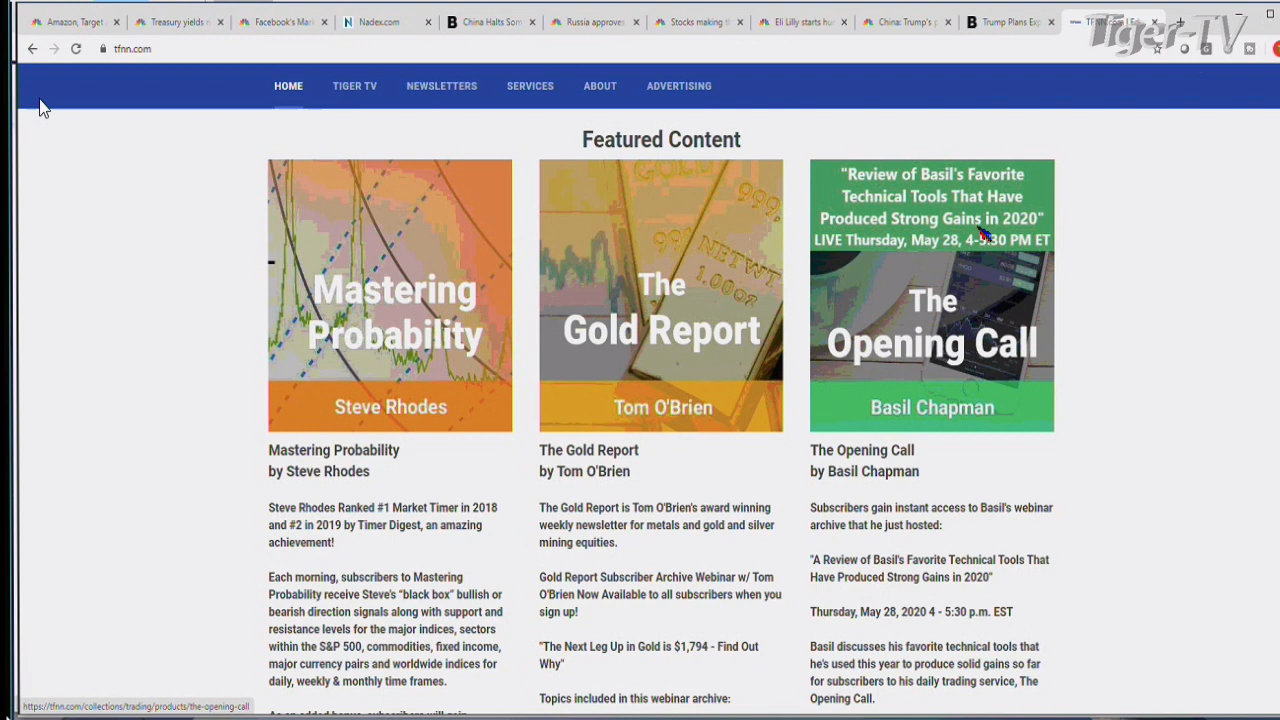 Amazon, Target
Treasury yields
Facebook's Mar
Nadex.com
China Halts Som
Russia approves
Stocks making t
Eli Lilly starts hu
China: Trump's p
Trump Plans Exp
TFNN
Tiger-TV
tfnn.com
HOME
TIGER TV
NEWSLETTERS
SERVICES
ABOUT
ADVERTISING
Featured Content
Mastering
Probability
Steve Rhodes
GOLD
999.
NETWT
1.00oz
The
Gold Report
Tom O'Brien
"Review of Basil's Favorite
Technical Tools That Have
Produced Strong Gains in 2020"
LIVE Thursday, May 28, 4-5:30 PM ET
The
Opening Call
Basil Chapman
Mastering Probability
by Steve Rhodes
Steve Rhodes Ranked #1 Market Timer in 2018
and #2 in 2019 by Timer Digest, an amazing
achievement!
Each morning, subscribers to Mastering
Probability receive Steve's "black box" bullish or
bearish direction signals along with support and
resistance levels for the major indices, sectors
within the S&P 500, commodities, fixed income,
major currency pairs and worldwide indices for
daily, weekly & monthly time frames.
As an added bonus, subscribers will gain
The Gold Report
by Tom O'Brien
The Gold Report is Tom O'Brien's award winning
weekly newsletter for metals and gold and silver
mining equities.
Gold Report Subscriber Archive Webinar w/ Tom
O'Brien Now Available to all subscribers when you
sign up!
"The Next Leg Up in Gold is $1,794 - Find Out
Why"
Topics included in this webinar archive:
The Opening Call
by Basil Chapman
Subscribers gain instant access to Basil's webinar
archive that he just hosted:
"A Review of Basil's Favorite Technical Tools That
Have Produced Strong Gains in 2020"
Thursday, May 28, 2020 4 - 5:30 p.m. EST
Basil discusses his favorite technical tools that
he's used this year to produce solid gains so far
for subscribers to his daily trading service, The
Opening Call.
https://tfnn.com/collections/trading/products/the-opening-call